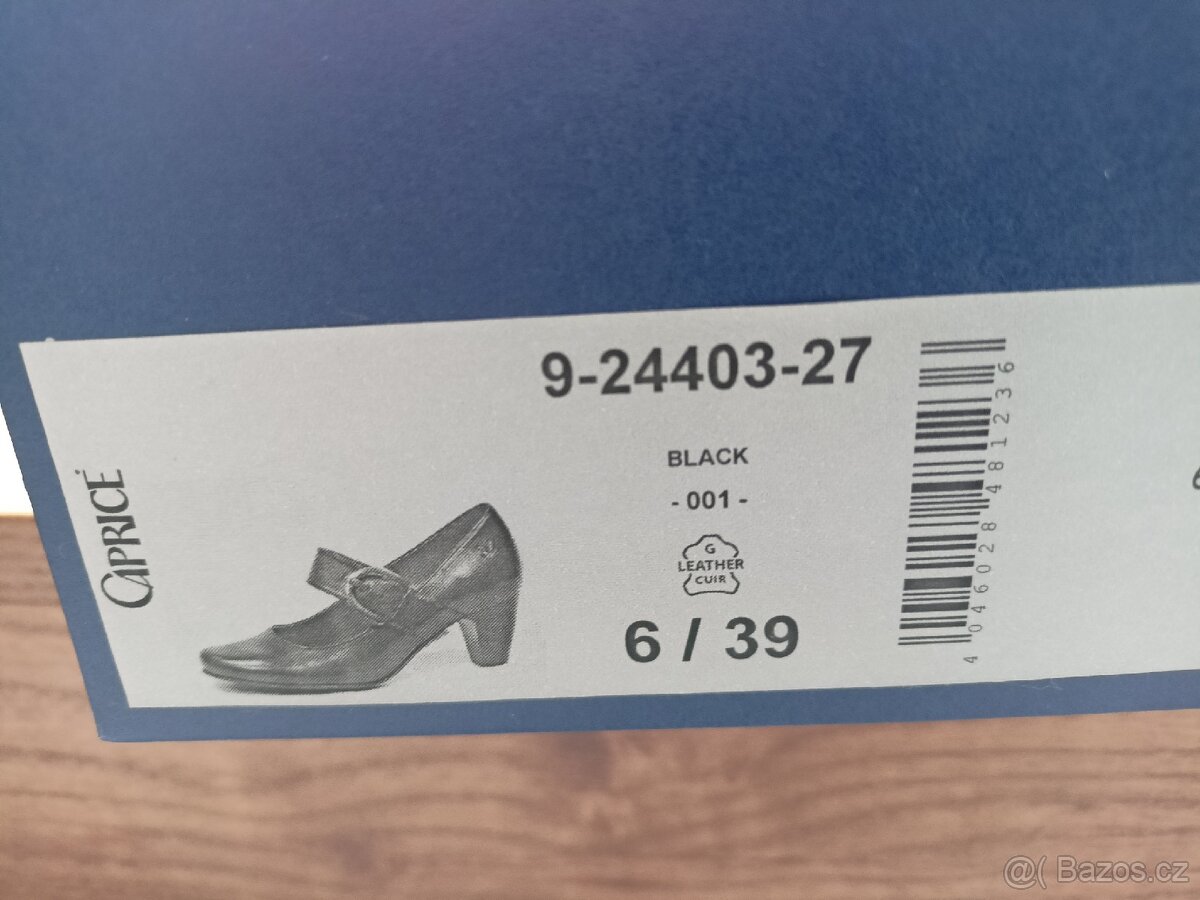 CAPRICE
9-24403-27
BLACK
- 001 -
G
LEATHER
CUIR
6 / 39
4 046028 481236
@( Bazos.cz